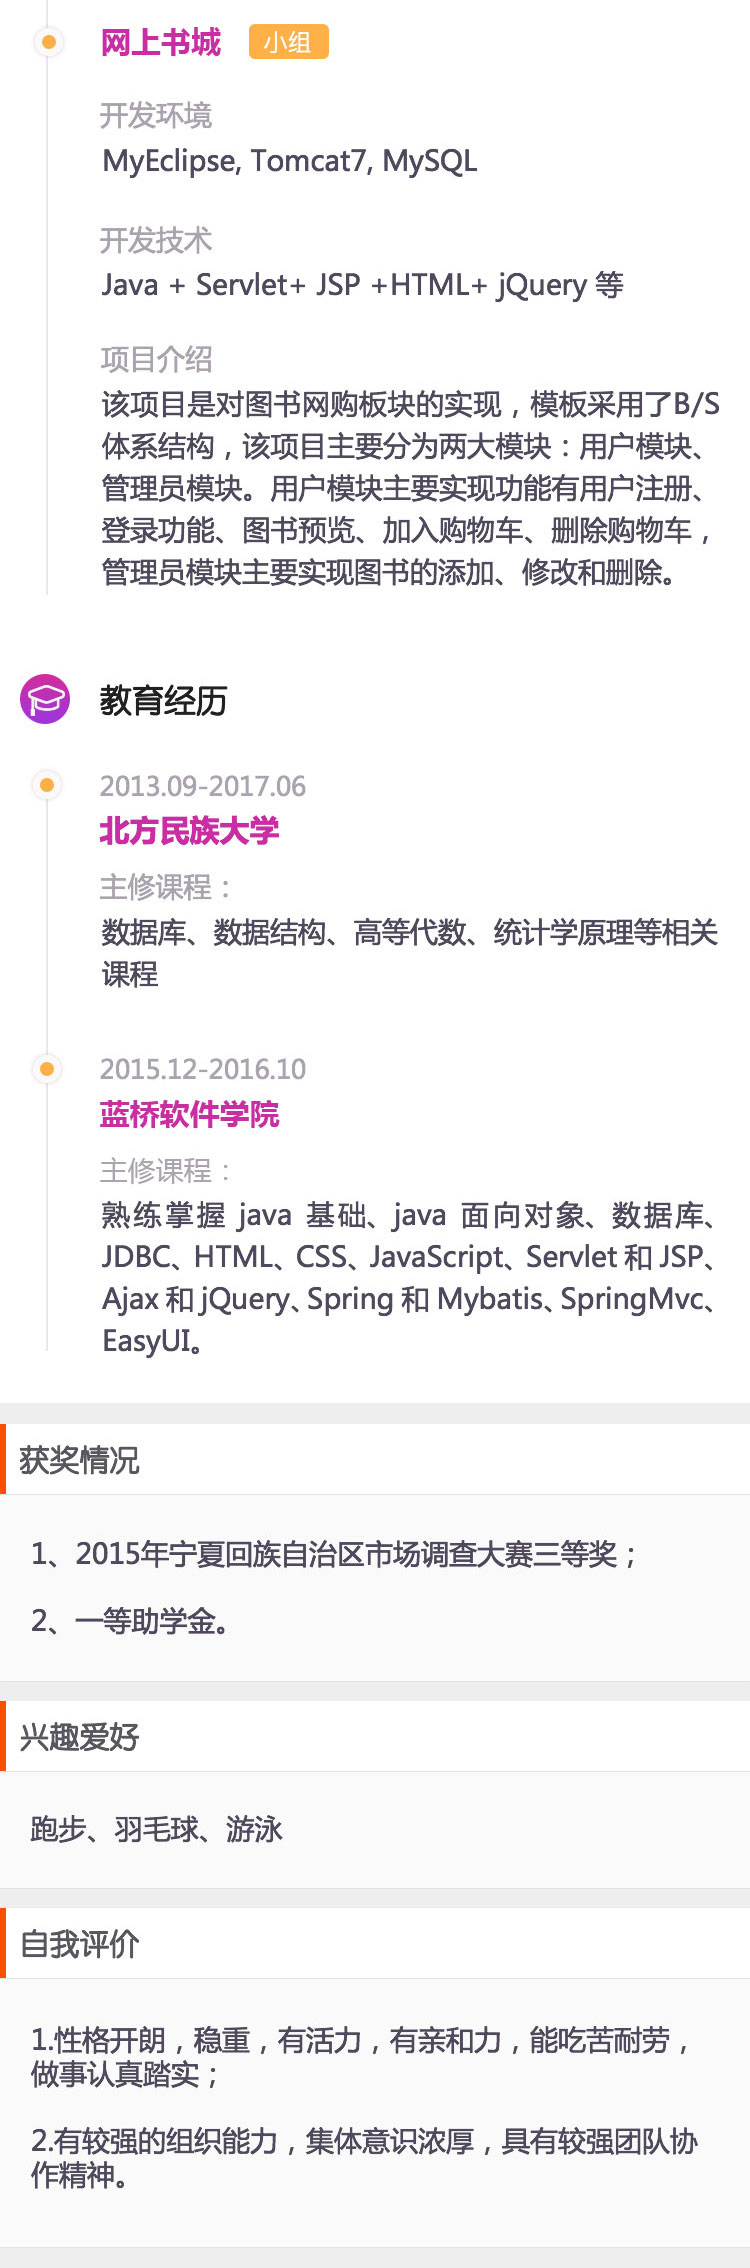 网上书城 小组
开发环境
MyEclipse, Tomcat7, MySQL
开发技术
Java + Servlet+ JSP +HTML+ jQuery 等
项目介绍
该项目是对图书网购板块的实现，模板采用了B/S
体系结构，该项目主要分为两大模块：用户模块、
管理员模块。用户模块主要实现功能有用户注册、
登录功能、图书预览、加入购物车、删除购物车，
管理员模块主要实现图书的添加、修改和删除。
教育经历
2013.09-2017.06
北方民族大学
主修课程：
数据库、数据结构、高等代数、统计学原理等相关
课程
2015.12-2016.10
蓝桥软件学院
主修课程：
熟练掌握 java 基础、java 面向对象、数据库、
JDBC、HTML、CSS、JavaScript、Servlet 和 JSP、
Ajax 和 jQuery、Spring 和 Mybatis、SpringMvc、
EasyUI。
获奖情况
1、2015年宁夏回族自治区市场调查大赛三等奖；
2、一等助学金。
兴趣爱好
跑步、羽毛球、游泳
自我评价
1.性格开朗，稳重，有活力，有亲和力，能吃苦耐劳，
做事认真踏实；
2.有较强的组织能力，集体意识浓厚，具有较强团队协
作精神。